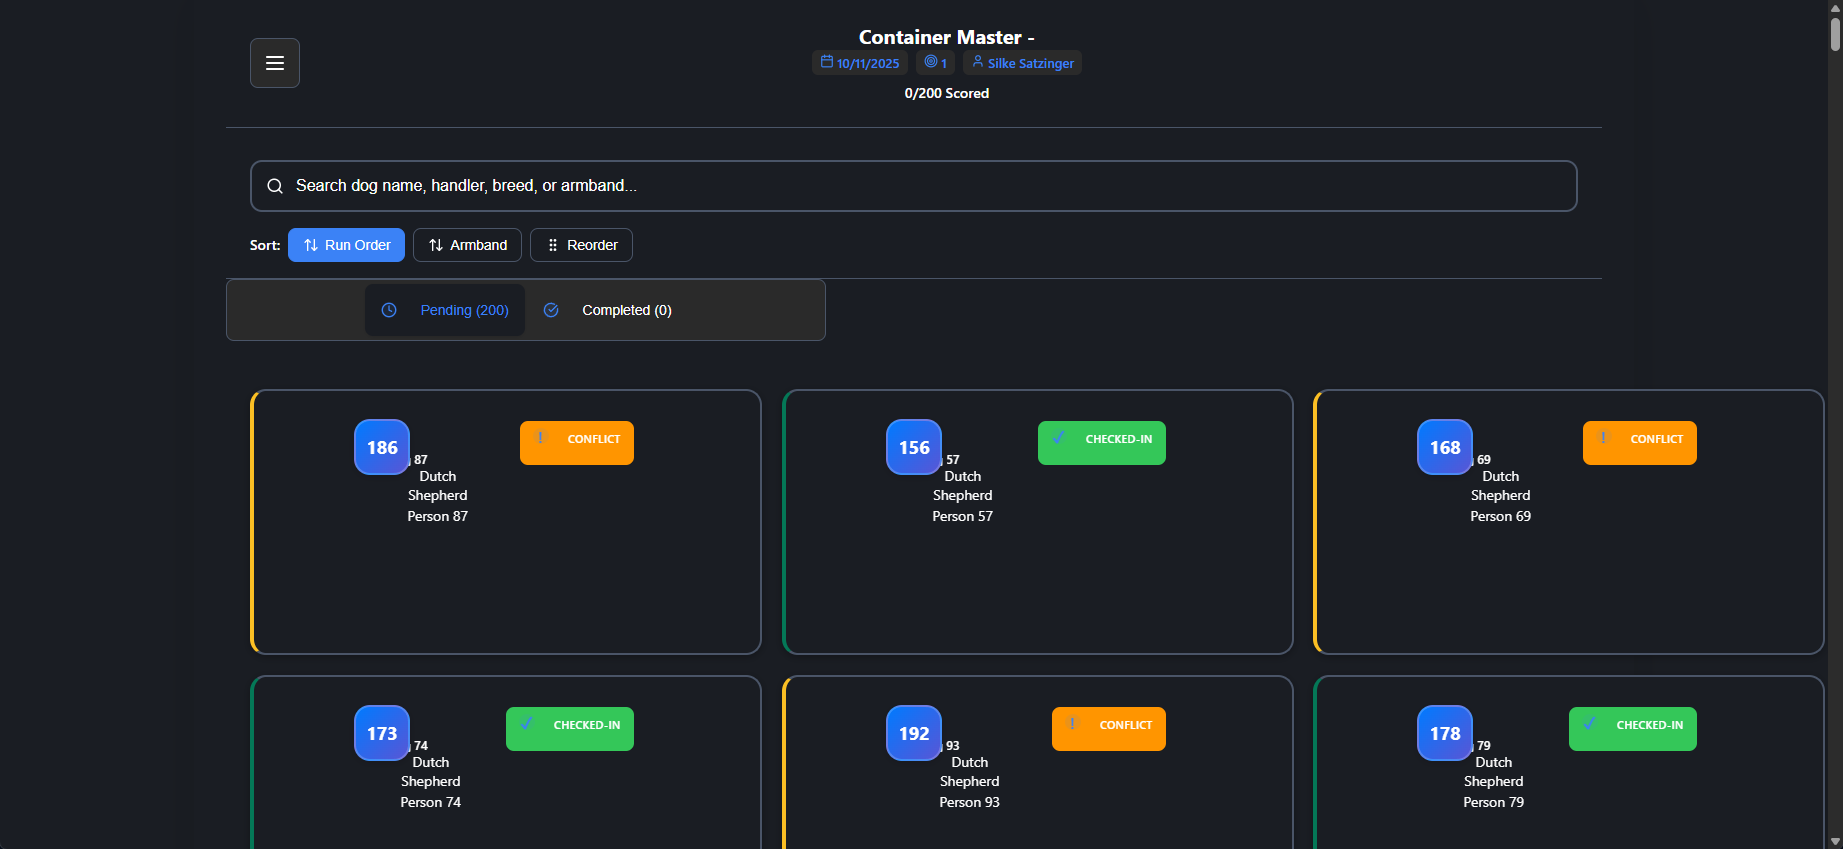 Container Master -
10/11/2025 1 Silke Satzinger
0/200 Scored
Search dog name, handler, breed, or armband...
Sort: Run Order Armband Reorder
Pending (200) Completed (0)
186 87 ! CONFLICT
Dutch
Shepherd
Person 87
156 57 CHECKED-IN
Dutch
Shepherd
Person 57
168 69 ! CONFLICT
Dutch
Shepherd
Person 69
173 74 CHECKED-IN
Dutch
Shepherd
Person 74
192 93 ! CONFLICT
Dutch
Shepherd
Person 93
178 79 CHECKED-IN
Dutch
Shepherd
Person 79